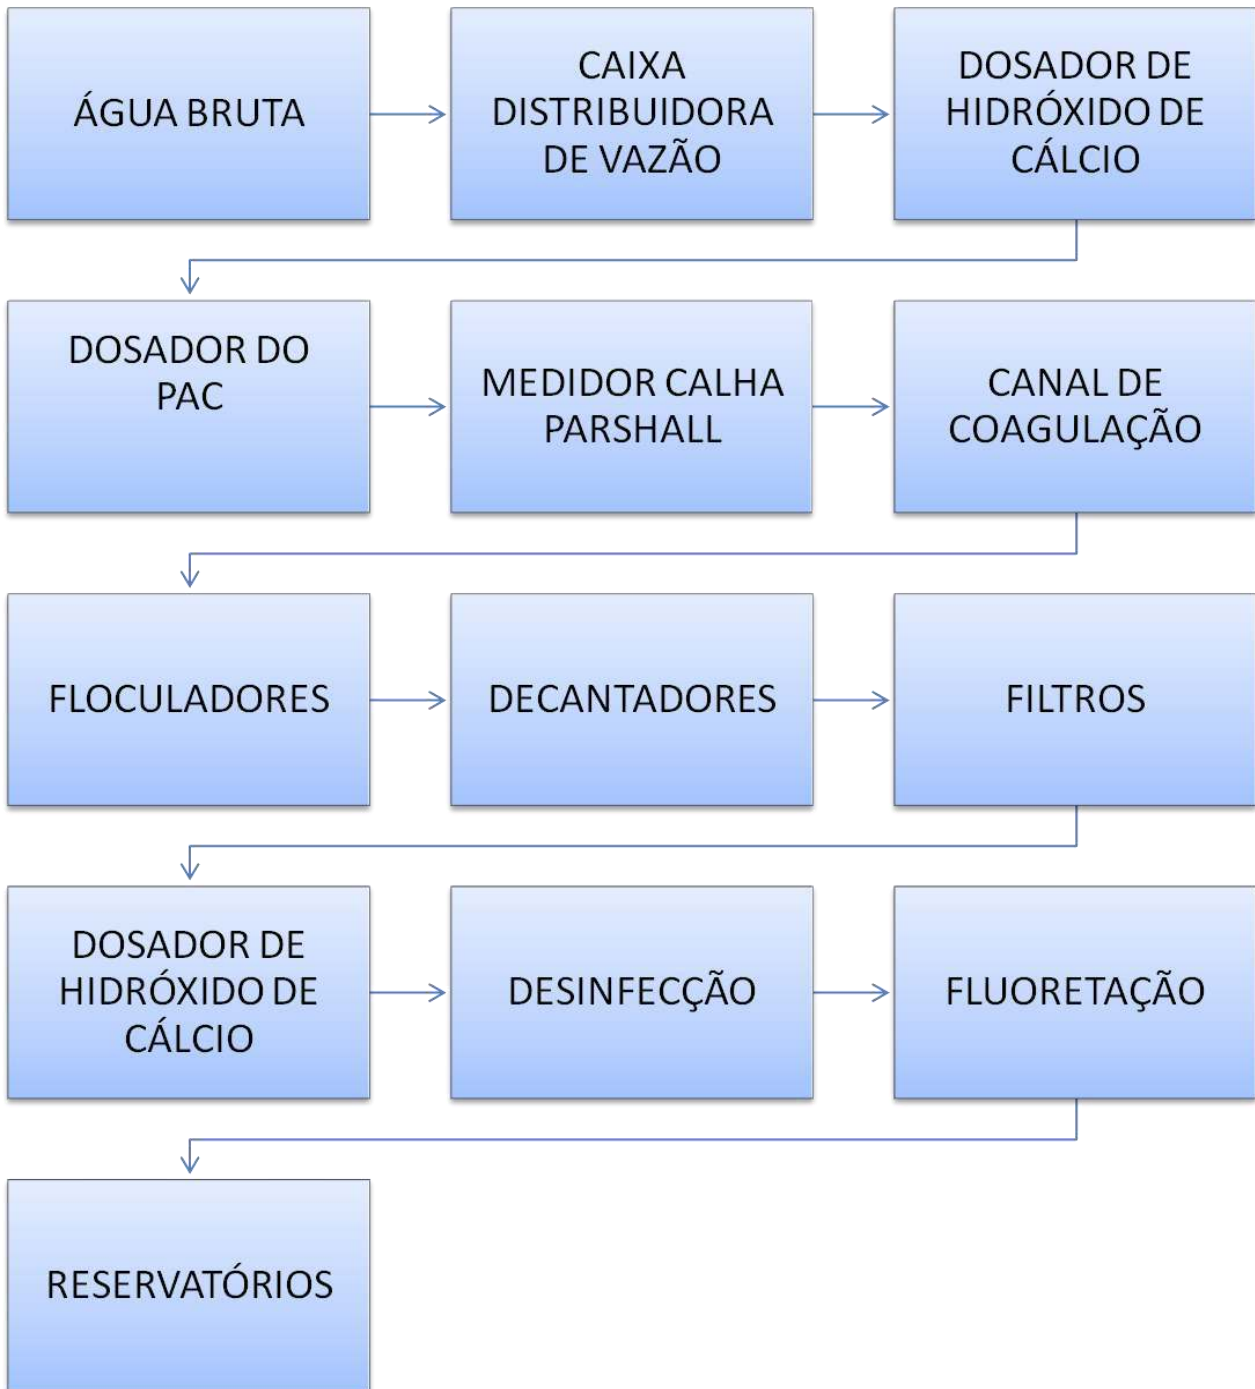 ÁGUA BRUTA
CAIXA
DISTRIBUIDORA
DE VAZÃO
DOSADOR DE
HIDRÓXIDO DE
CÁLCIO
DOSADOR DO
PAC
MEDIDOR CALHA
PARSHALL
CANAL DE
COAGULAÇÃO
FLOCULADORES
DECANTADORES
FILTROS
DOSADOR DE
HIDRÓXIDO DE
CÁLCIO
DESINFECÇÃO
FLUORETAÇÃO
RESERVATÓRIOS